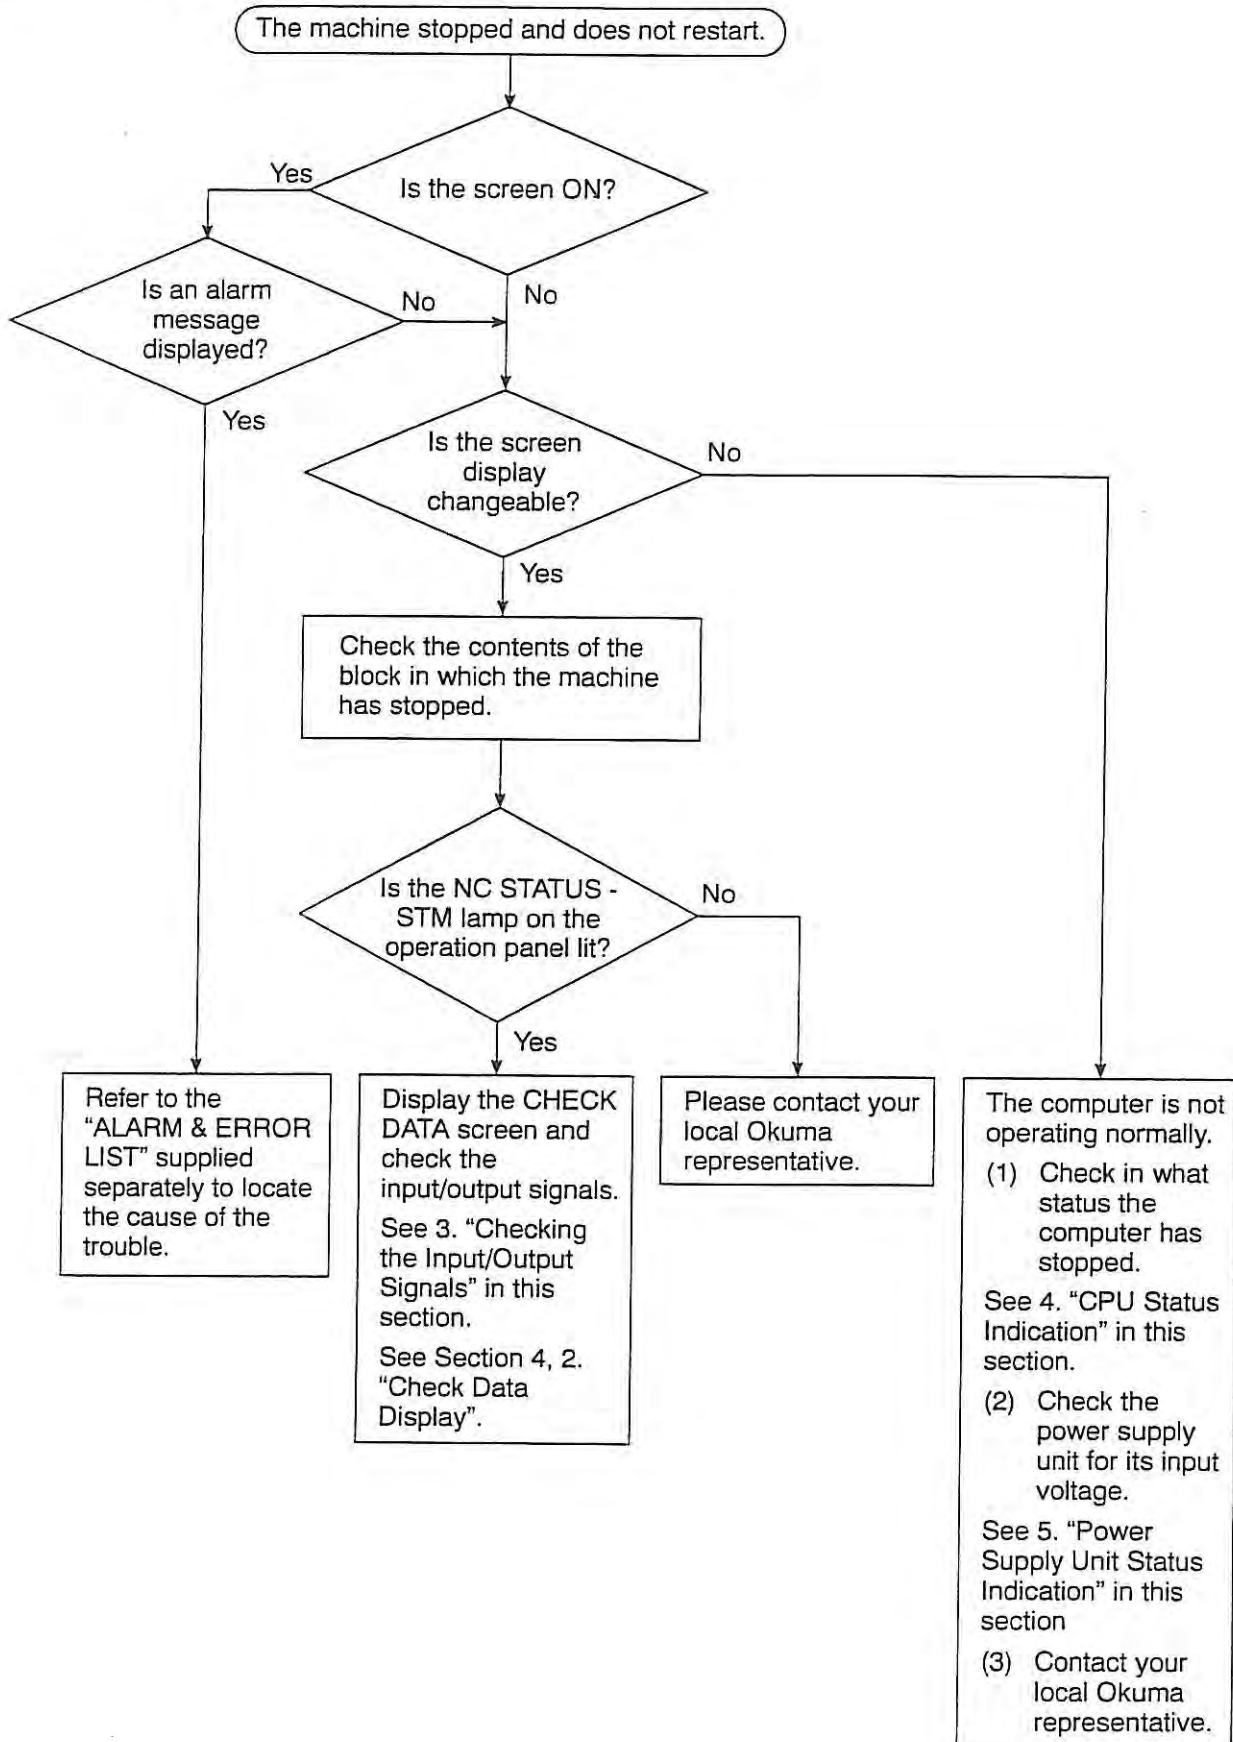 The machine stopped and does not restart.
Is the screen ON?
Yes
No
Is an alarm
message
displayed?
No
Yes
Is the screen
display
changeable?
No
Yes
Check the contents of the
block in which the machine
has stopped.
Is the NC STATUS -
STM lamp on the
operation panel lit?
No
Yes
Refer to the
“ALARM & ERROR
LIST” supplied
separately to locate
the cause of the
trouble.
Display the CHECK
DATA screen and
check the
input/output signals.
See 3. “Checking
the Input/Output
Signals” in this
section.
See Section 4, 2.
“Check Data
Display”.
Please contact your
local Okuma
representative.
The computer is not
operating normally.
(1) Check in what
status the
computer has
stopped.
See 4. “CPU Status
Indication” in this
section.
(2) Check the
power supply
unit for its input
voltage.
See 5. “Power
Supply Unit Status
Indication” in this
section
(3) Contact your
local Okuma
representative.